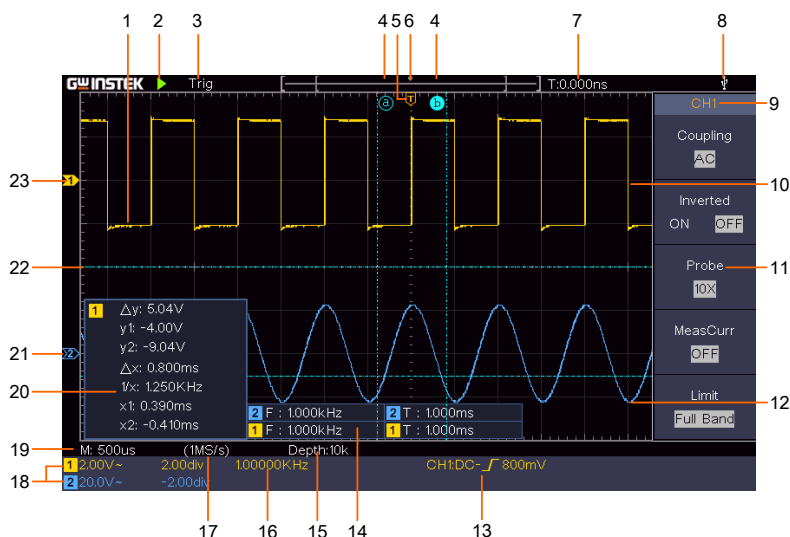 1 2 3 4 5 6 4 7 8
GW INSTEK Trig T T:0.000ns
a b
CH1 9
Coupling
AC
23 1 10
Inverted
ON OFF
22 Probe 11
10X
1 △y: 5.04V
y1: -4.00V
MeasCurr
21 2 y2: -9.04V OFF
△x: 0.800ms
20 1/x: 1.250KHz
x1: 0.390ms Limit 12
x2: -0.410ms 2 F : 1.000kHz 2 T : 1.000ms Full Band
1 F : 1.000kHz 1 T : 1.000ms
19 M: 500us (1MS/s) Depth:10k
18 1 2.00V~ 2.00div 1.00000KHz CH1:DC- 800mV
2 20.0V~ -2.00div
17 16 15 14 13